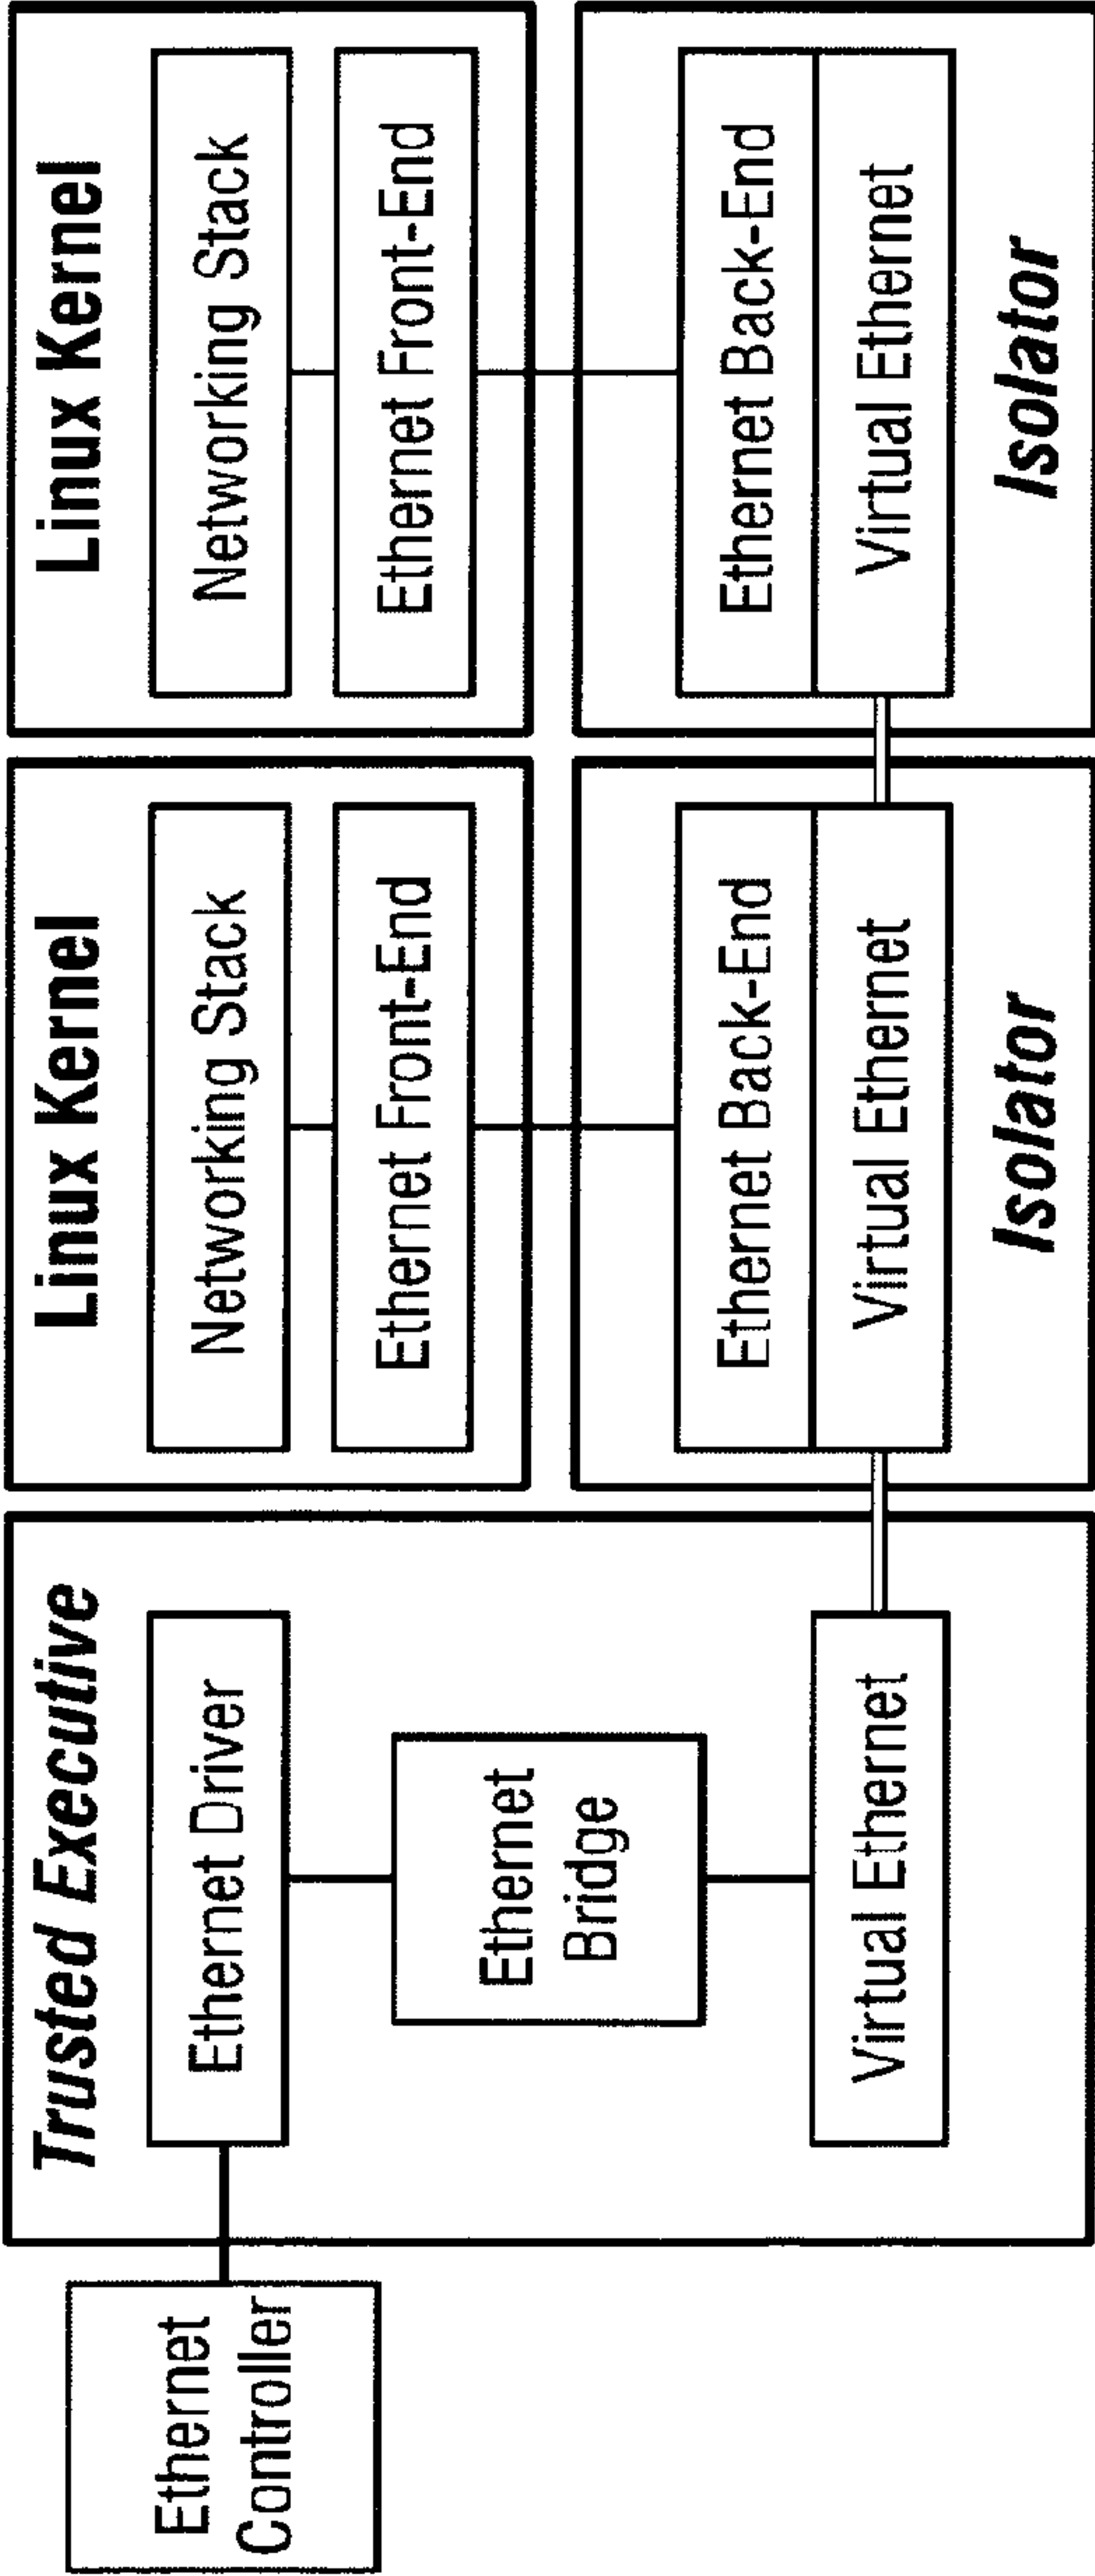 Ethernet
Controller
Trusted Executive
Ethernet Driver
Ethernet
Bridge
Virtual Ethernet
Linux Kernel
Networking Stack
Ethernet Front-End
Ethernet Back-End
Virtual Ethernet
Isolator
Linux Kernel
Networking Stack
Ethernet Front-End
Ethernet Back-End
Virtual Ethernet
Isolator